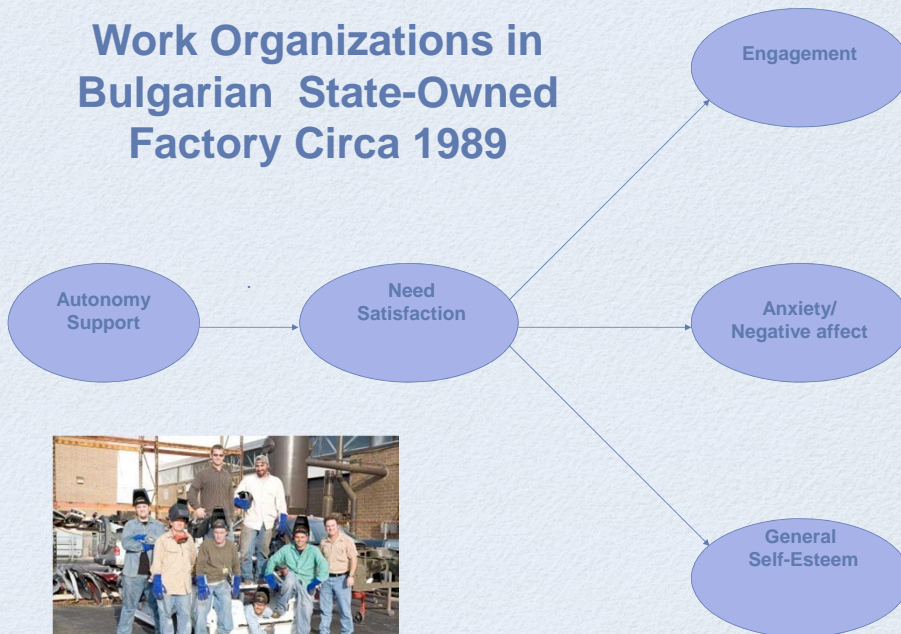 Work Organizations in
Bulgarian State-Owned
Factory Circa 1989
Engagement
Autonomy
Support
Need
Satisfaction
Anxiety/
Negative affect
General
Self-Esteem